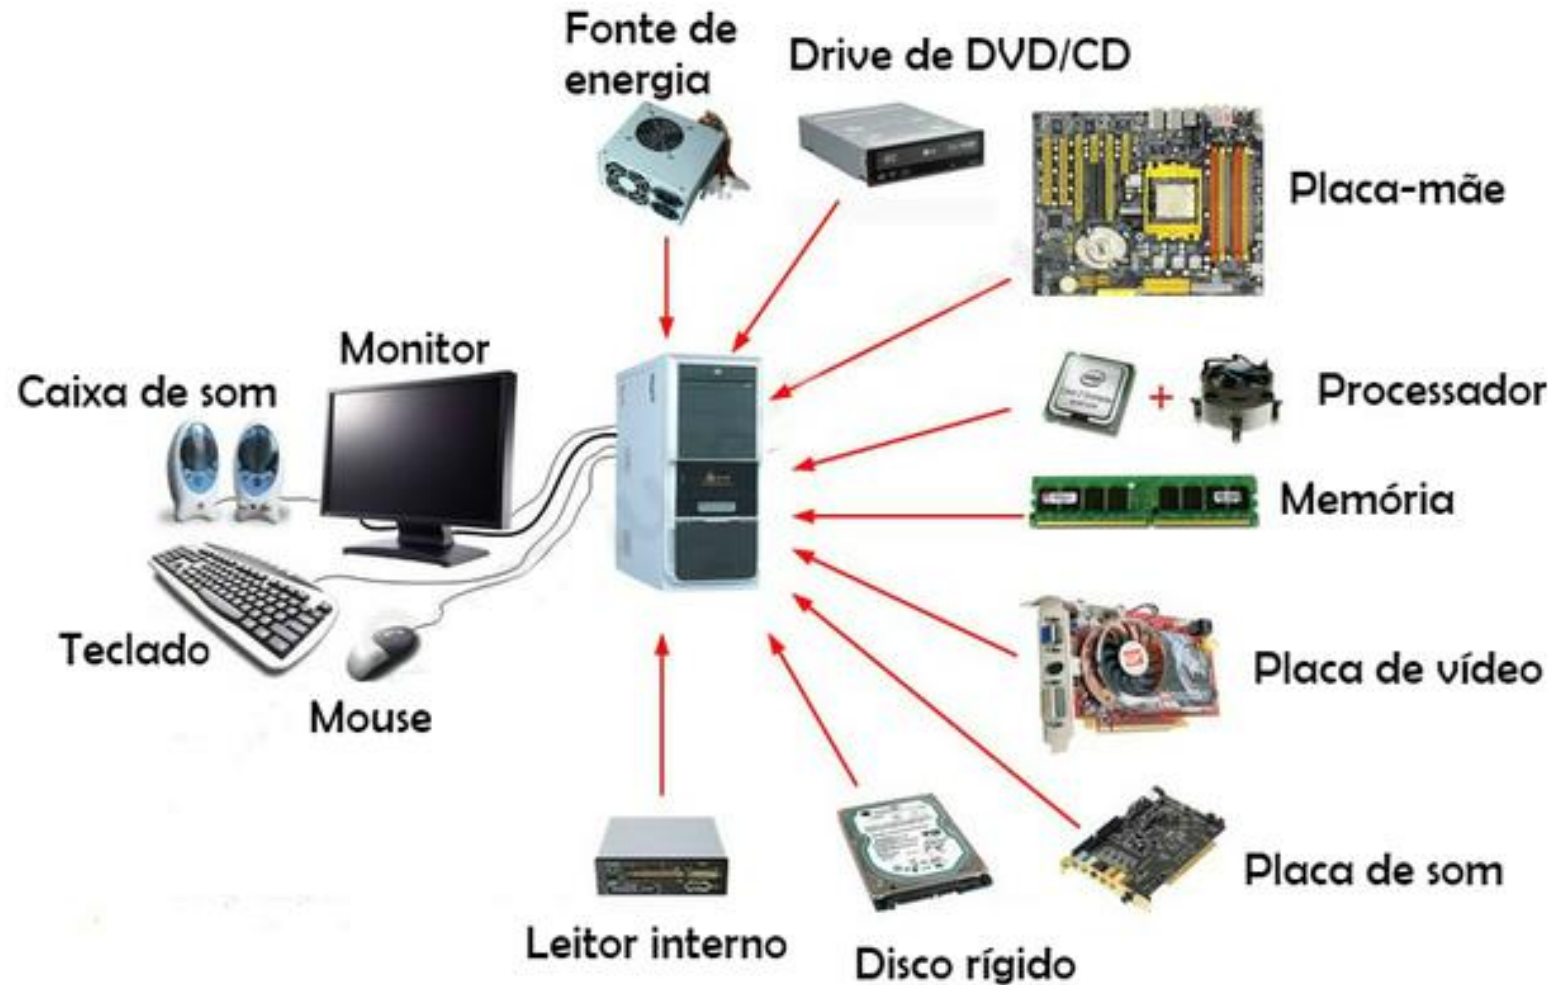 Fonte de
energia
Drive de DVD/CD
Placa-mãe
Monitor
Caixa de som
Processador
+
Memória
Teclado
Mouse
Placa de vídeo
Placa de som
Leitor interno
Disco rígido